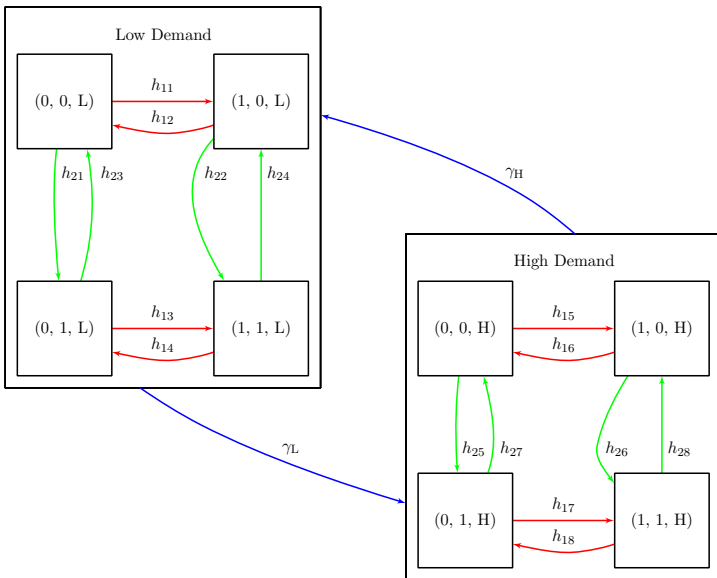 Low Demand
(0, 0, L)
h₁₁
h₁₂
(1, 0, L)
h₂₁
h₂₃
h₂₂
h₂₄
(0, 1, L)
h₁₃
h₁₄
(1, 1, L)
γH
γL
High Demand
(0, 0, H)
h₁₅
h₁₆
(1, 0, H)
h₂₅
h₂₇
h₂₆
h₂₈
(0, 1, H)
h₁₇
h₁₈
(1, 1, H)